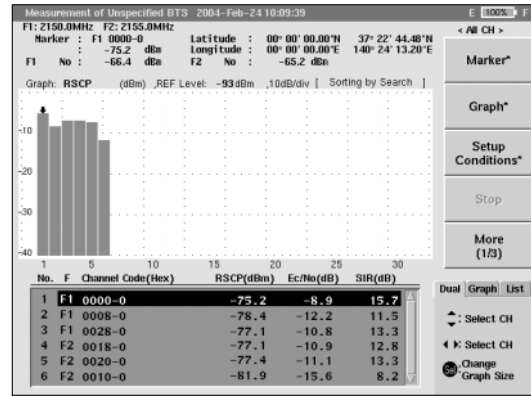 Measurement of Unspecified BTS 2004-Feb-24 10:09:39 E 100% F
F1: 2150.0MHz F2: 2155.0MHz
Marker : F1 0000-0 Latitude : 00° 00' 00.00"N 37° 22' 44.48"N
: -75.2 dBm Longitude : 00° 00' 00.00"E 140° 24' 13.20"E
F1 No : -66.4 dBm F2 No : -65.2 dBm
Graph: RSCP (dBm) ,REF Level: -93 dBm ,10dB/div [ Sorting by Search ]
-10
-20
-30
-40
1 5 10 15 20 25 30
No. F Channel Code(Hex) RSCP(dBm) Ec/No(dB) SIR(dB)
1 F1 0000-0 -75.2 -8.9 15.7
2 F1 0008-0 -78.4 -12.2 11.5
3 F1 0028-0 -77.1 -10.8 13.3
4 F2 0018-0 -77.1 -10.9 12.8
5 F2 0020-0 -77.4 -11.1 13.3
6 F2 0010-0 -81.9 -15.6 8.2
< All CH >
Marker*
Graph*
Setup
Conditions*
Stop
More
(1/3)
Dual Graph List
: Select CH
: Select CH
Sel :Change
Graph Size